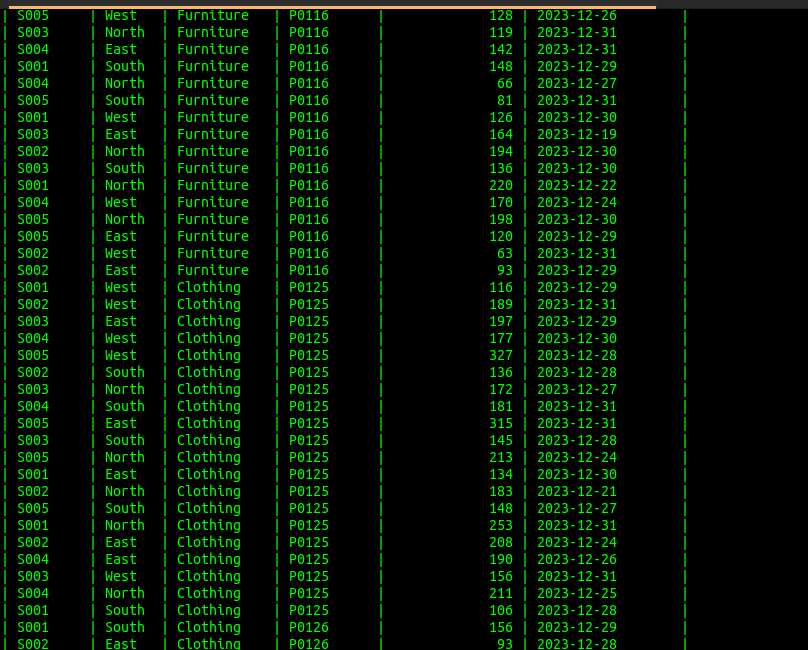 | S005 | West | Furniture | P0116 | 128 | 2023-12-26 |
| S003 | North | Furniture | P0116 | 119 | 2023-12-31 |
| S004 | East | Furniture | P0116 | 142 | 2023-12-31 |
| S001 | South | Furniture | P0116 | 148 | 2023-12-29 |
| S004 | North | Furniture | P0116 | 66 | 2023-12-27 |
| S005 | South | Furniture | P0116 | 81 | 2023-12-31 |
| S001 | West | Furniture | P0116 | 126 | 2023-12-30 |
| S003 | East | Furniture | P0116 | 164 | 2023-12-19 |
| S002 | North | Furniture | P0116 | 194 | 2023-12-30 |
| S003 | South | Furniture | P0116 | 136 | 2023-12-30 |
| S001 | North | Furniture | P0116 | 220 | 2023-12-22 |
| S004 | West | Furniture | P0116 | 170 | 2023-12-24 |
| S005 | North | Furniture | P0116 | 198 | 2023-12-30 |
| S005 | East | Furniture | P0116 | 120 | 2023-12-29 |
| S002 | West | Furniture | P0116 | 63 | 2023-12-31 |
| S002 | East | Furniture | P0116 | 93 | 2023-12-29 |
| S001 | West | Clothing | P0125 | 116 | 2023-12-29 |
| S002 | West | Clothing | P0125 | 189 | 2023-12-31 |
| S003 | East | Clothing | P0125 | 197 | 2023-12-29 |
| S004 | West | Clothing | P0125 | 177 | 2023-12-30 |
| S005 | West | Clothing | P0125 | 327 | 2023-12-28 |
| S002 | South | Clothing | P0125 | 136 | 2023-12-28 |
| S003 | North | Clothing | P0125 | 172 | 2023-12-27 |
| S004 | South | Clothing | P0125 | 181 | 2023-12-31 |
| S005 | East | Clothing | P0125 | 315 | 2023-12-31 |
| S003 | South | Clothing | P0125 | 145 | 2023-12-28 |
| S005 | North | Clothing | P0125 | 213 | 2023-12-24 |
| S001 | East | Clothing | P0125 | 134 | 2023-12-30 |
| S002 | North | Clothing | P0125 | 183 | 2023-12-21 |
| S005 | South | Clothing | P0125 | 148 | 2023-12-27 |
| S001 | North | Clothing | P0125 | 253 | 2023-12-31 |
| S002 | East | Clothing | P0125 | 208 | 2023-12-24 |
| S004 | East | Clothing | P0125 | 190 | 2023-12-26 |
| S003 | West | Clothing | P0125 | 156 | 2023-12-31 |
| S004 | North | Clothing | P0125 | 211 | 2023-12-25 |
| S001 | South | Clothing | P0125 | 106 | 2023-12-28 |
| S001 | South | Clothing | P0126 | 156 | 2023-12-29 |
| S002 | East | Clothing | P0126 | 93 | 2023-12-28 |